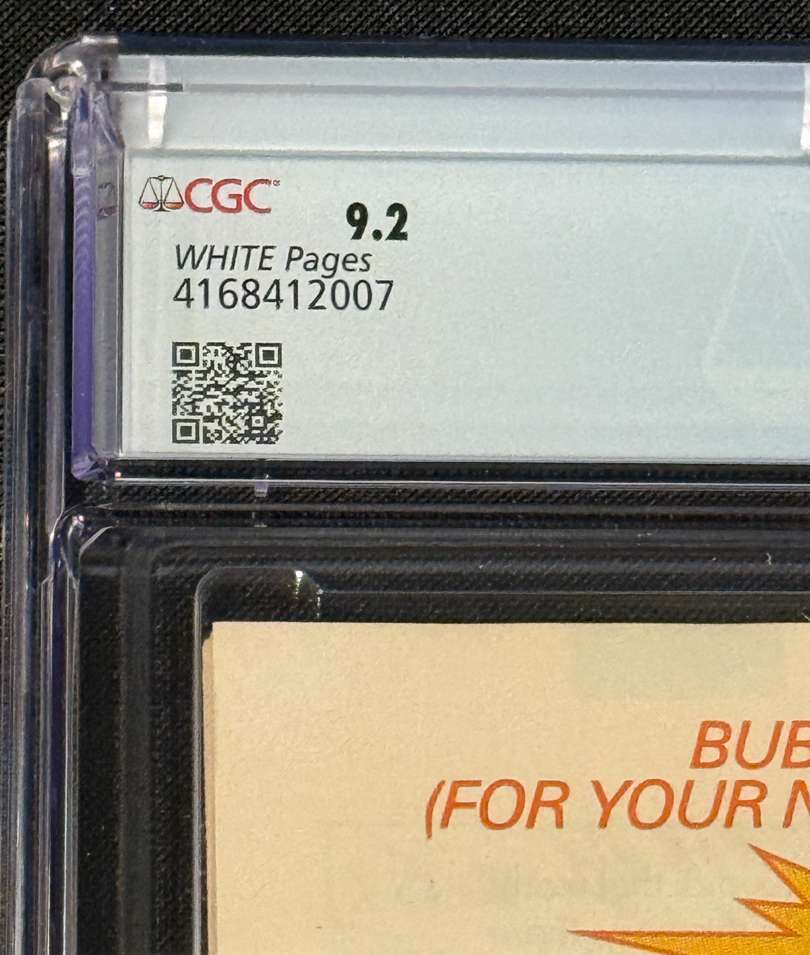 CGC
9.2
WHITE Pages
4168412007
BUB
(FOR YOUR N